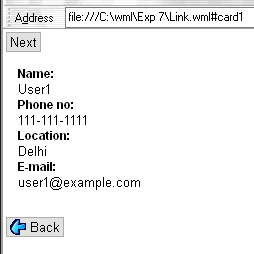 Address file:///C:\wml\Exp 7\Link.wml#card1
Next
Name:
User1
Phone no:
111-111-1111
Location:
Delhi
E-mail:
user1@example.com
Back